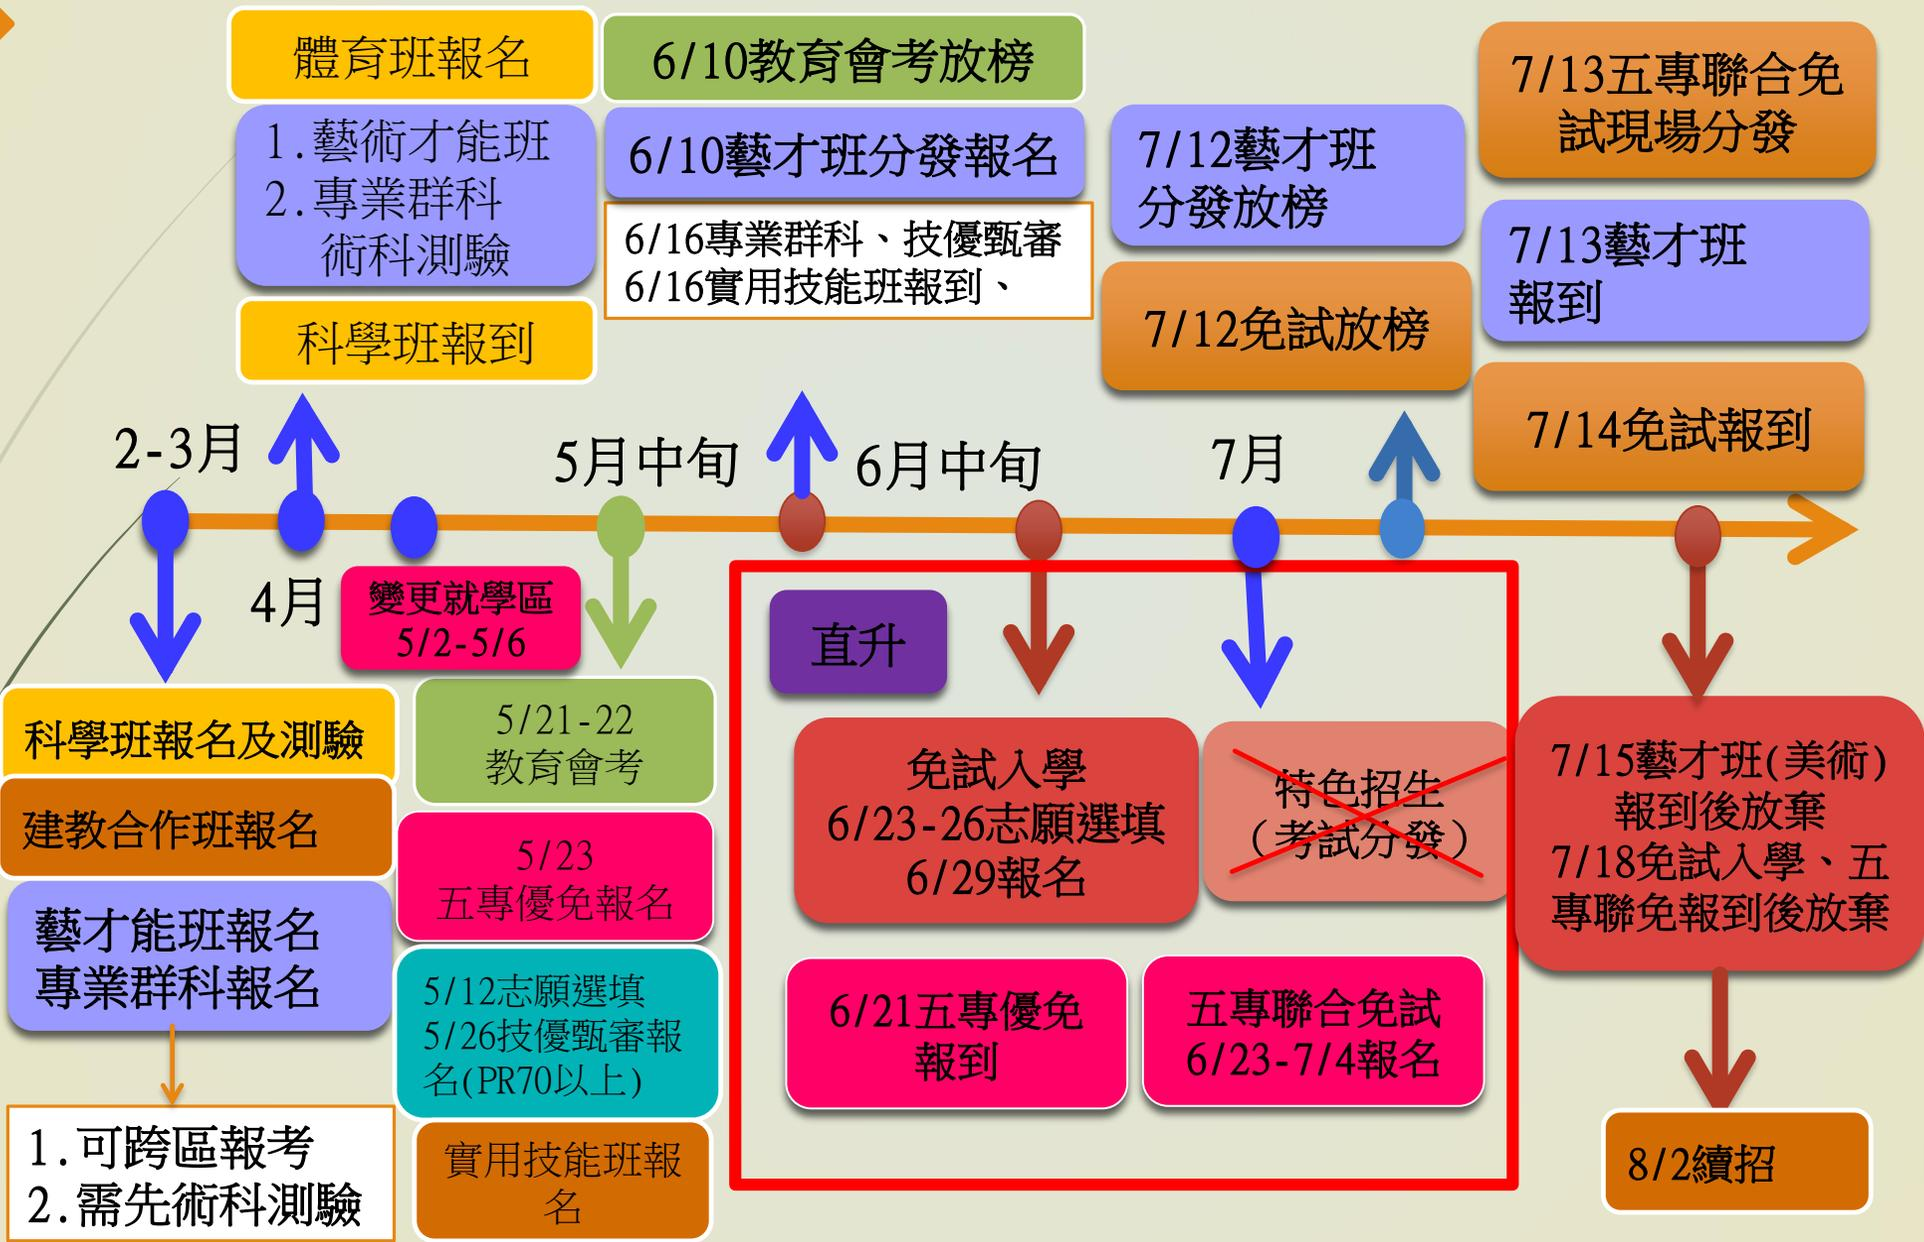 體育班報名
1.藝術才能班
2.專業群科
術科測驗
科學班報到
6/10教育會考放榜
6/10藝才班分發報名
6/16專業群科、技優甄審
6/16實用技能班報到、
7/12藝才班
分發放榜
7/12免試放榜
7/13五專聯合免
試現場分發
7/13藝才班
報到
7/14免試報到
2-3月
4月
5月中旬
6月中旬
7月
變更就學區
5/2-5/6
科學班報名及測驗
建教合作班報名
藝才能班報名
專業群科報名
1.可跨區報考
2.需先術科測驗
5/21-22
教育會考
5/23
五專優免報名
5/12志願選填
5/26技優甄審報
名(PR70以上)
實用技能班報
名
直升
免試入學
6/23-26志願選填
6/29報名
特色招生
（考試分發）
6/21五專優免
報到
五專聯合免試
6/23-7/4報名
7/15藝才班(美術)
報到後放棄
7/18免試入學、五
專聯免報到後放棄
8/2續招